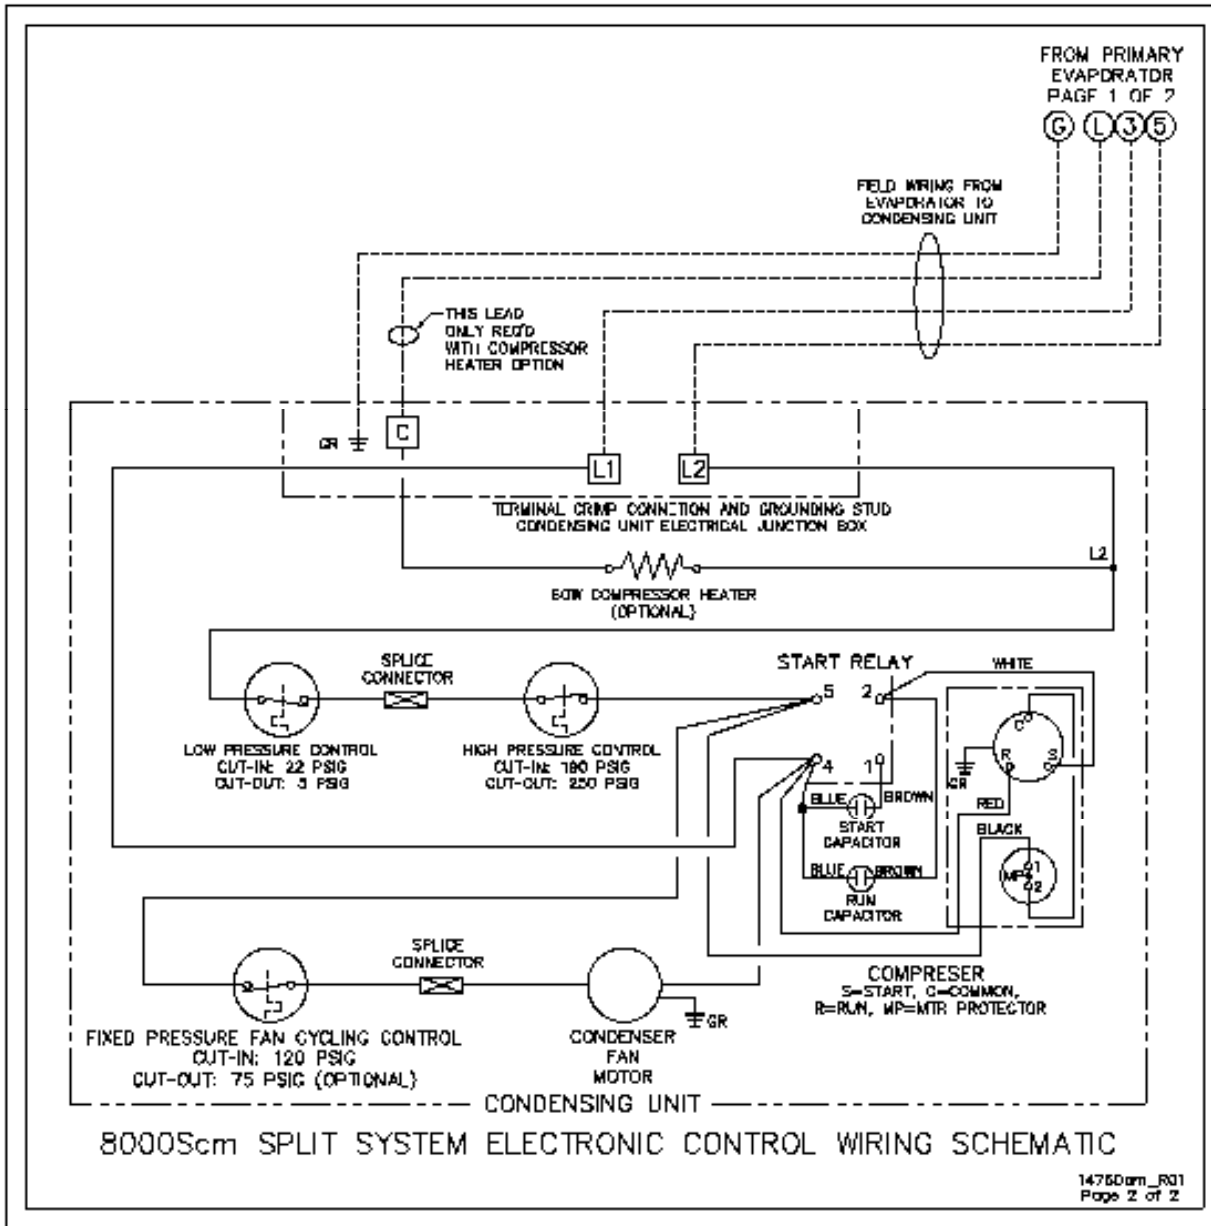 FROM PRIMARY
EVAPORATOR
PAGE 1 OF 2
G L 3 5
FIELD WIRING FROM
EVAPORATOR TO
CONDENSING UNIT
THIS LEAD
ONLY REQ'D
WITH COMPRESSOR
HEATER OPTION
GR
C
L1
L2
TERMINAL CRIMP CONNETION AND GROUNDING STUD
CONDENSING UNIT ELECTRICAL JUNCTION BOX
L2
COMPRESSOR HEATER
(OPTIONAL)
SPLICE
CONNECTOR
START RELAY
WHITE
5 2
4 1
LOW PRESSURE CONTROL
CUT-IN: 22 PSIG
CUT-OUT: PSIG
HIGH PRESSURE CONTROL
CUT-IN: PSIG
CUT-OUT: 250 PSIG
C
R
S
GR
BLUE
BROWN
RED
START
CAPACITOR
BLACK
BLUE
BROWN
MP
1
2
RUN
CAPACITOR
SPLICE
CONNECTOR
COMPRESER
S=START, C=COMMON,
R=RUN, MP=MTR PROTECTOR
GR
FIXED PRESSURE FAN CYCLING CONTROL
CUT-IN: 120 PSIG
CUT-OUT: 75 PSIG (OPTIONAL)
CONDENSER
FAN
MOTOR
CONDENSING UNIT
8000Scm SPLIT SYSTEM ELECTRONIC CONTROL WIRING SCHEMATIC
Page 2 of 2